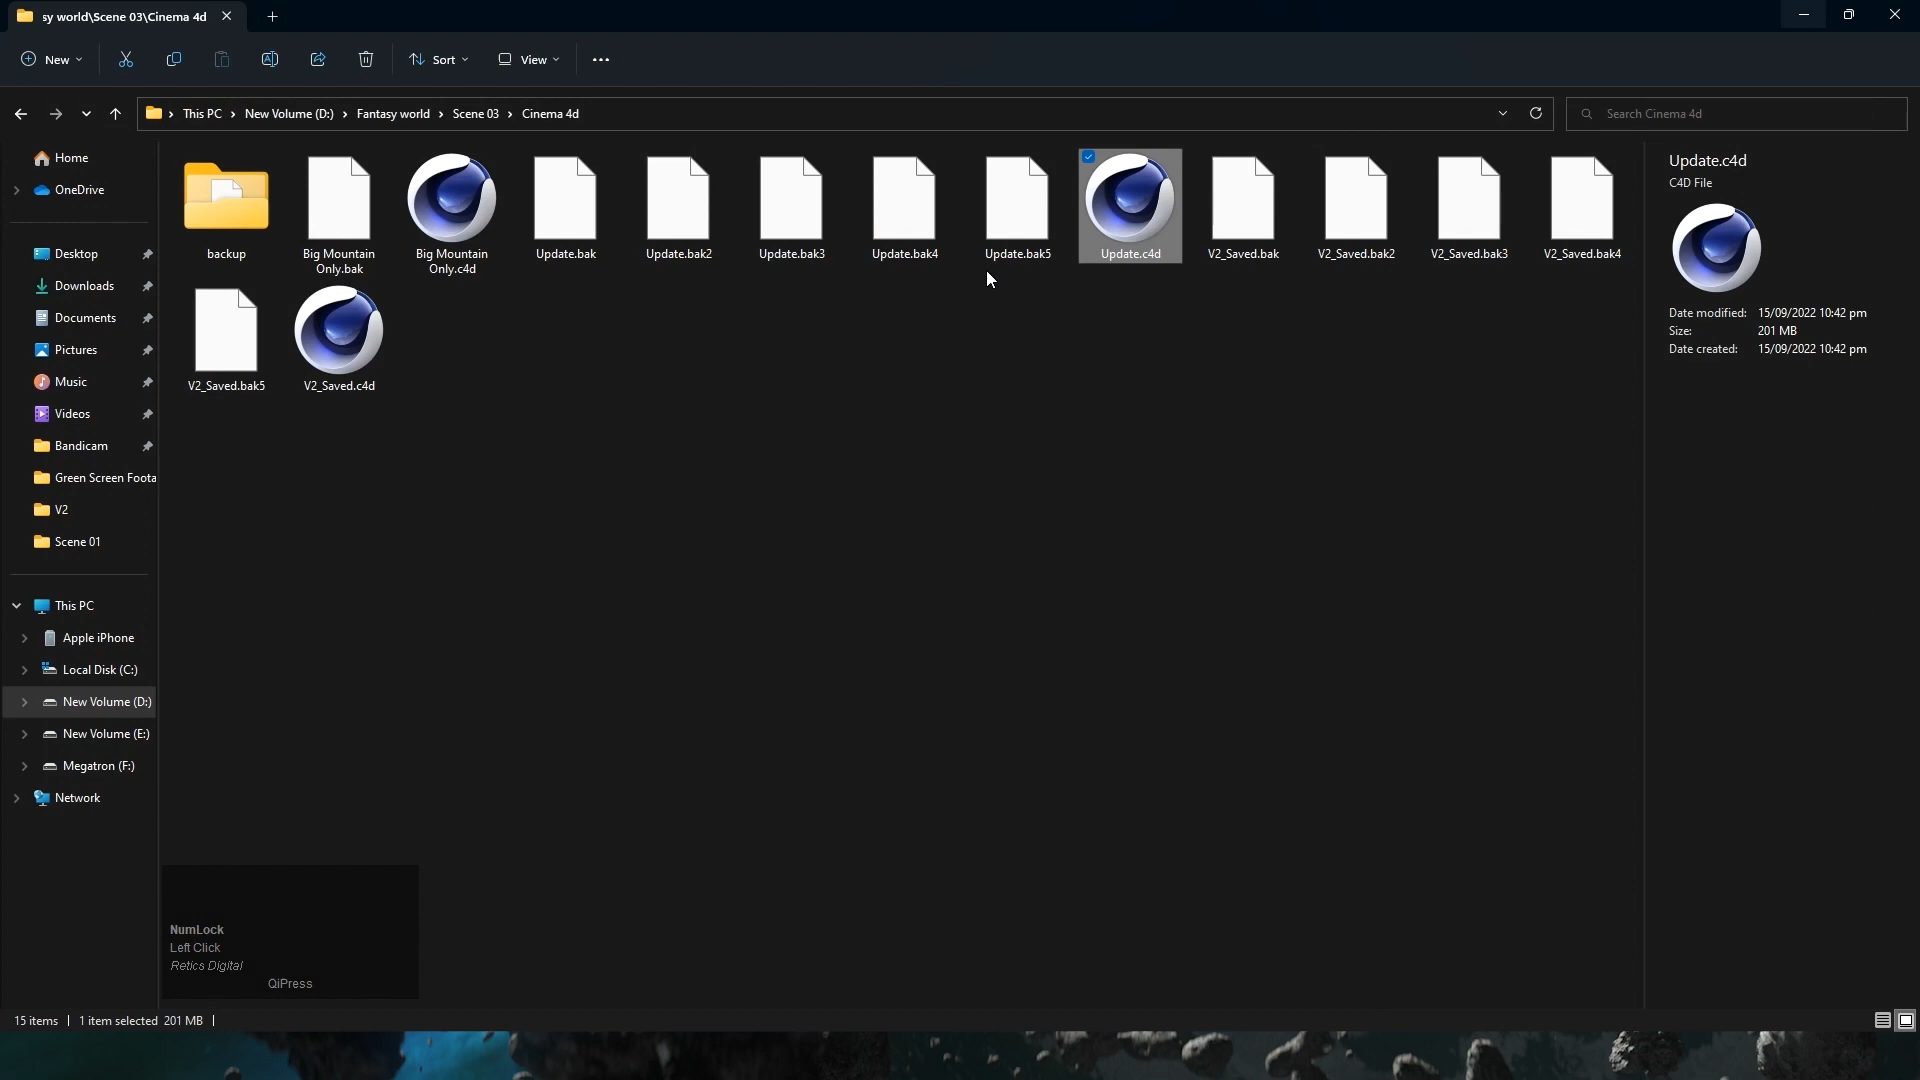 sy world\Scene 03\Cinema 4d
New
Sort
View
This PC
New Volume (D:)
Fantasy world
Scene 03
Cinema 4d
Search Cinema 4d
Home
OneDrive
Desktop
Downloads
Documents
Pictures
Music
Videos
Bandicam
Green Screen Foota
V2
Scene 01
This PC
Apple iPhone
Local Disk (C:)
New Volume (D:)
New Volume (E:)
Megatron (F:)
Network
backup
Big Mountain
Only.bak
Big Mountain
Only.c4d
Update.bak
Update.bak2
Update.bak3
Update.bak4
Update.bak5
Update.c4d
V2_Saved.bak
V2_Saved.bak2
V2_Saved.bak3
V2_Saved.bak4
V2_Saved.bak5
V2_Saved.c4d
Update.c4d
C4D File
Date modified: 15/09/2022 10:42 pm
Size: 201 MB
Date created: 15/09/2022 10:42 pm
NumLock
Left Click
Retics Digital
QiPress
15 items
1 item selected 201 MB